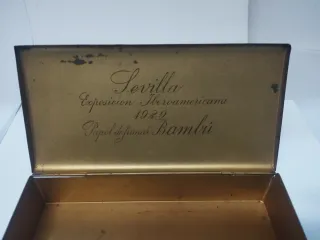 Sevilla
Exposicion Iberoamericana
1929
Papel de fumar Bambú